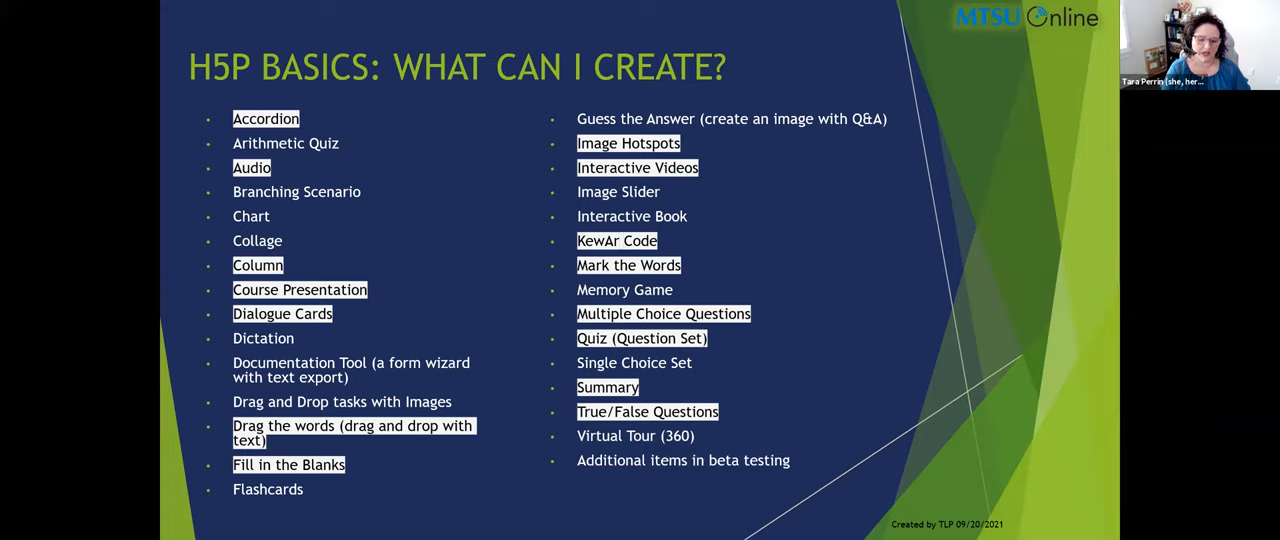 MTSU Online
Tara Perrin (she, her...
H5P BASICS: WHAT CAN I CREATE?
• Accordion
• Arithmetic Quiz
• Audio
• Branching Scenario
• Chart
• Collage
• Column
• Course Presentation
• Dialogue Cards
• Dictation
• Documentation Tool (a form wizard
with text export)
• Drag and Drop tasks with Images
• Drag the words (drag and drop with
text)
• Fill in the Blanks
• Flashcards
• Guess the Answer (create an image with Q&A)
• Image Hotspots
• Interactive Videos
• Image Slider
• Interactive Book
• KewAr Code
• Mark the Words
• Memory Game
• Multiple Choice Questions
• Quiz (Question Set)
• Single Choice Set
• Summary
• True/False Questions
• Virtual Tour (360)
• Additional items in beta testing
Created by TLP 09/20/2021